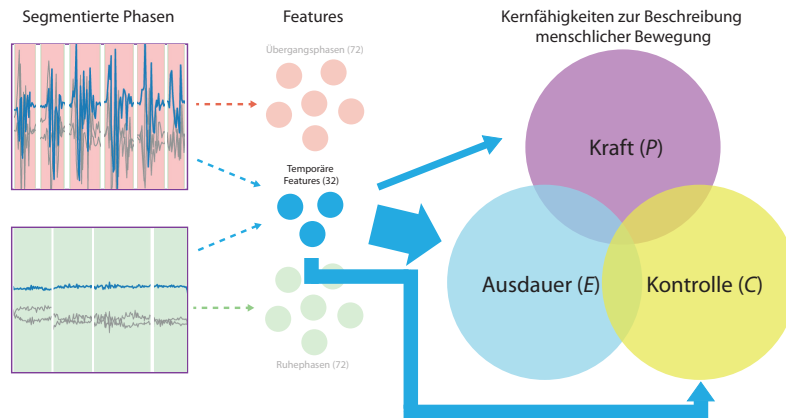 Segmentierte Phasen
Features
Kernfähigkeiten zur Beschreibung
menschlicher Bewegung
Übergangsphasen (72)
Temporäre
Features (32)
Ruhephasen (72)
Kraft (P)
Ausdauer (E)
Kontrolle (C)